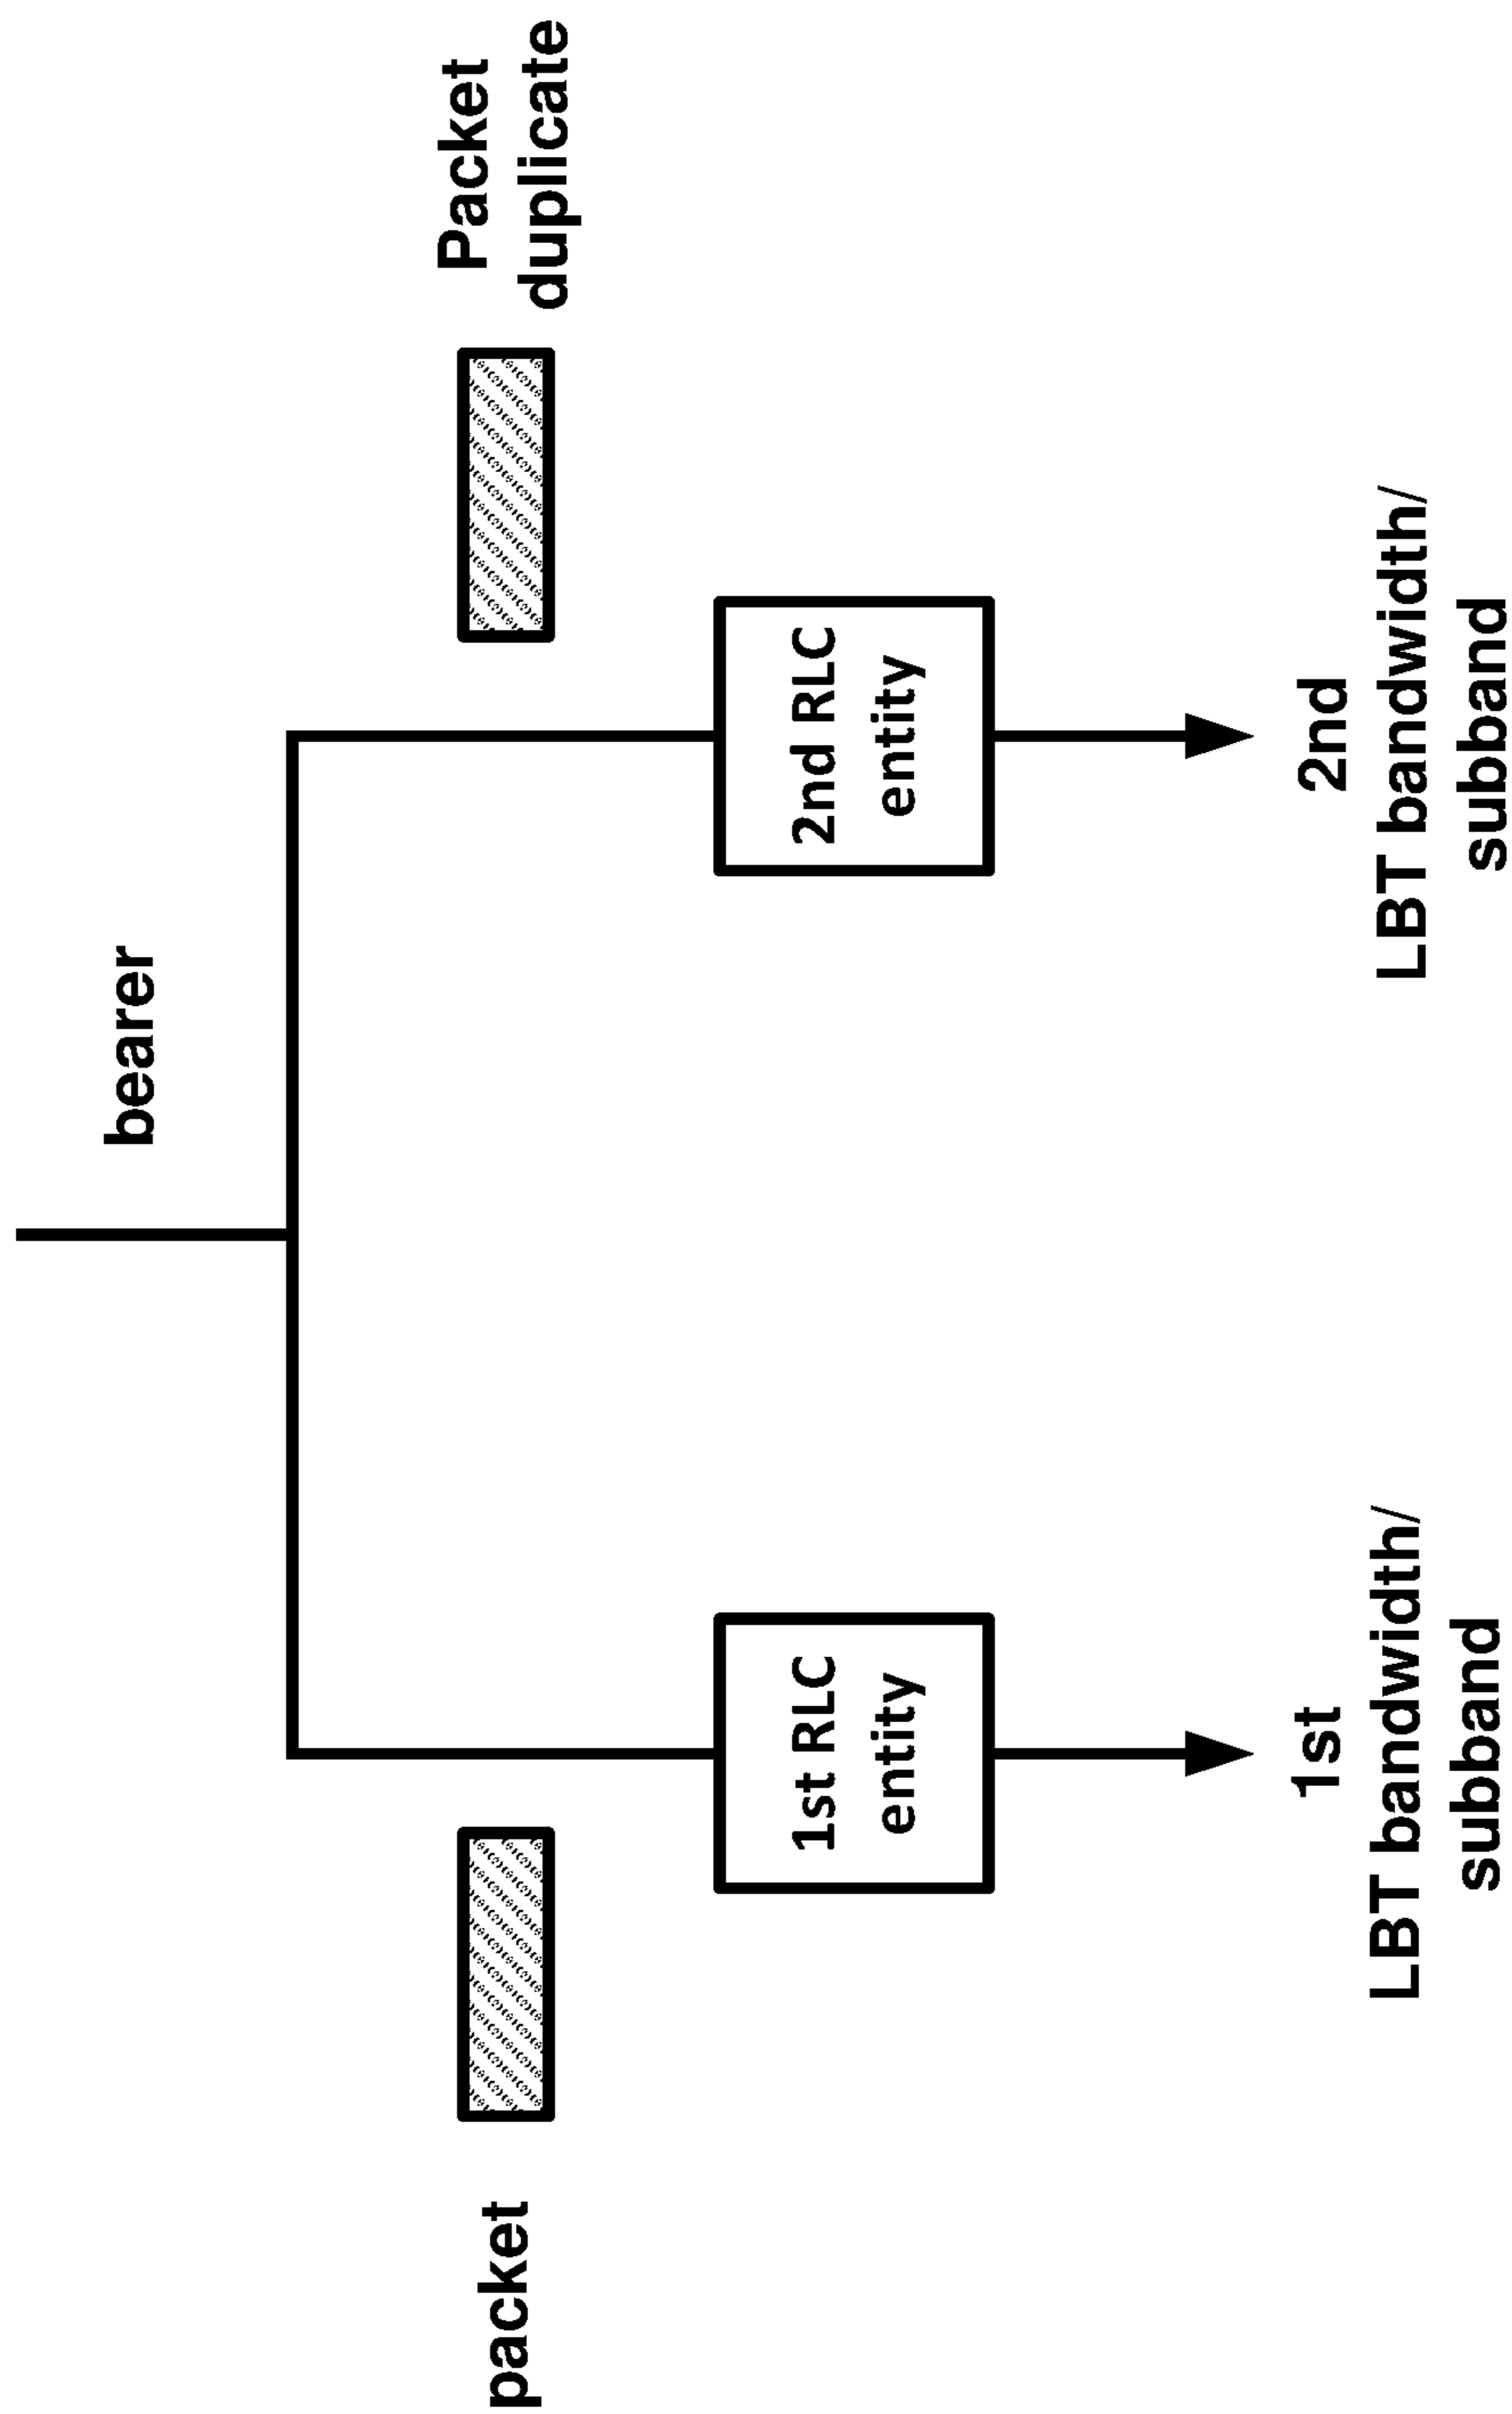 bearer
packet
Packet
duplicate
1st RLC
entity
2nd RLC
entity
1st
LBT bandwidth/
subband
2nd
LBT bandwidth/
subband